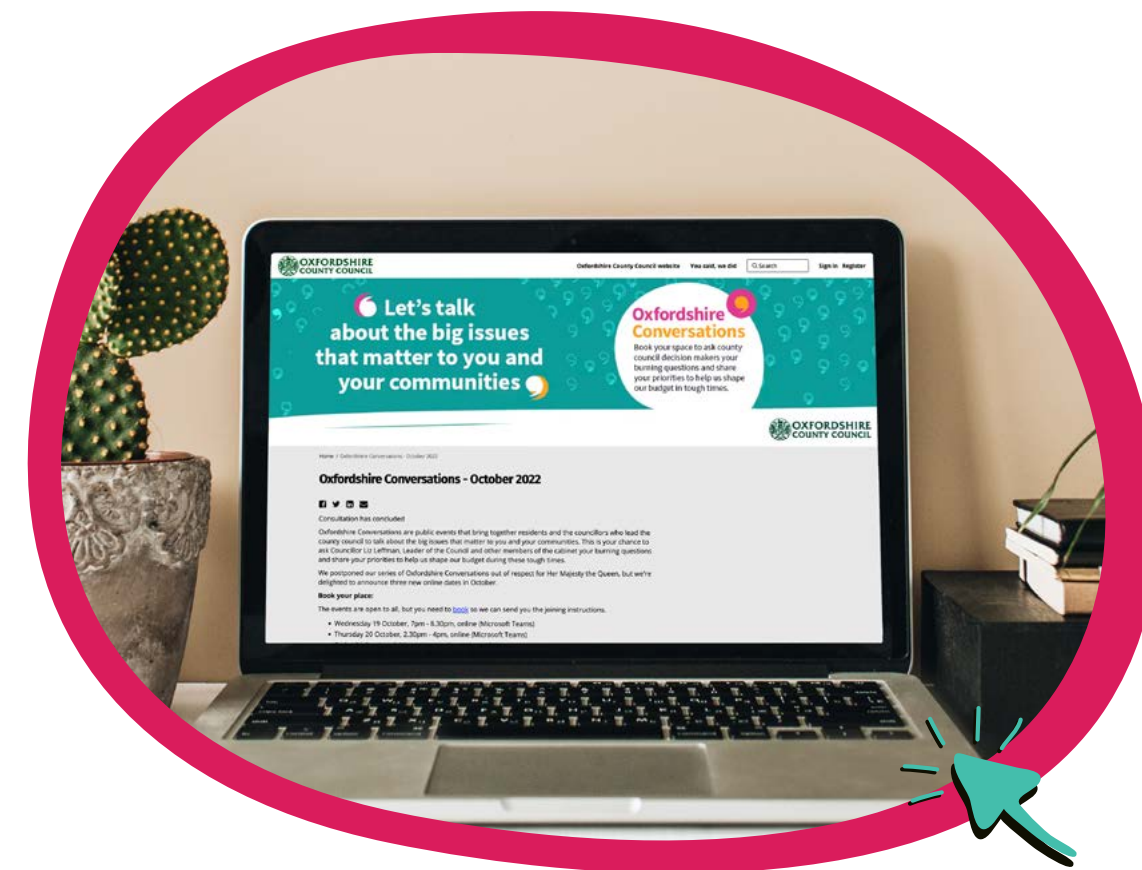 OXFORDSHIRE
COUNTY COUNCIL
Oxfordshire County Council website You said, we did Search Sign in Register
Let's talk
about the big issues
that matter to you and
your communities
Oxfordshire
Conversations
Book your space to ask county
council decision makers your
burning questions and share
your priorities to help us shape
our budget in tough times.
OXFORDSHIRE
COUNTY COUNCIL
Home / Oxfordshire Conversations - October 2022
Oxfordshire Conversations - October 2022
Consultation has concluded
Oxfordshire Conversations are public events that bring together residents and the councillors who lead the
county council to talk about the big issues that matter to you and your communities. This is your chance to
ask Councillor Liz Leffman, Leader of the Council and other members of the cabinet your burning questions
and share your priorities to help us shape our budget during these tough times.
We postponed our series of Oxfordshire Conversations out of respect for Her Majesty the Queen, but we're
delighted to announce three new online dates in October.
Book your place:
The events are open to all, but you need to book so we can send you the joining instructions.
• Wednesday 19 October, 7pm - 8.30pm, online (Microsoft Teams)
• Thursday 20 October, 2.30pm - 4pm, online (Microsoft Teams)